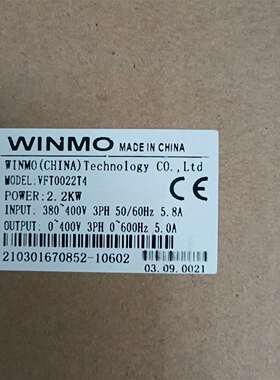 WINMO MADE IN CHINA
WINMO(CHINA)Technology CO.,Ltd
MODEL:VFT0022T4
POWER:2.2KW
INPUT: 380~400V 3PH 50/60Hz 5.8A
OUTPUT: 0~400V 3PH 0~600Hz 5.0A
210301670852-10602
03.09.0021